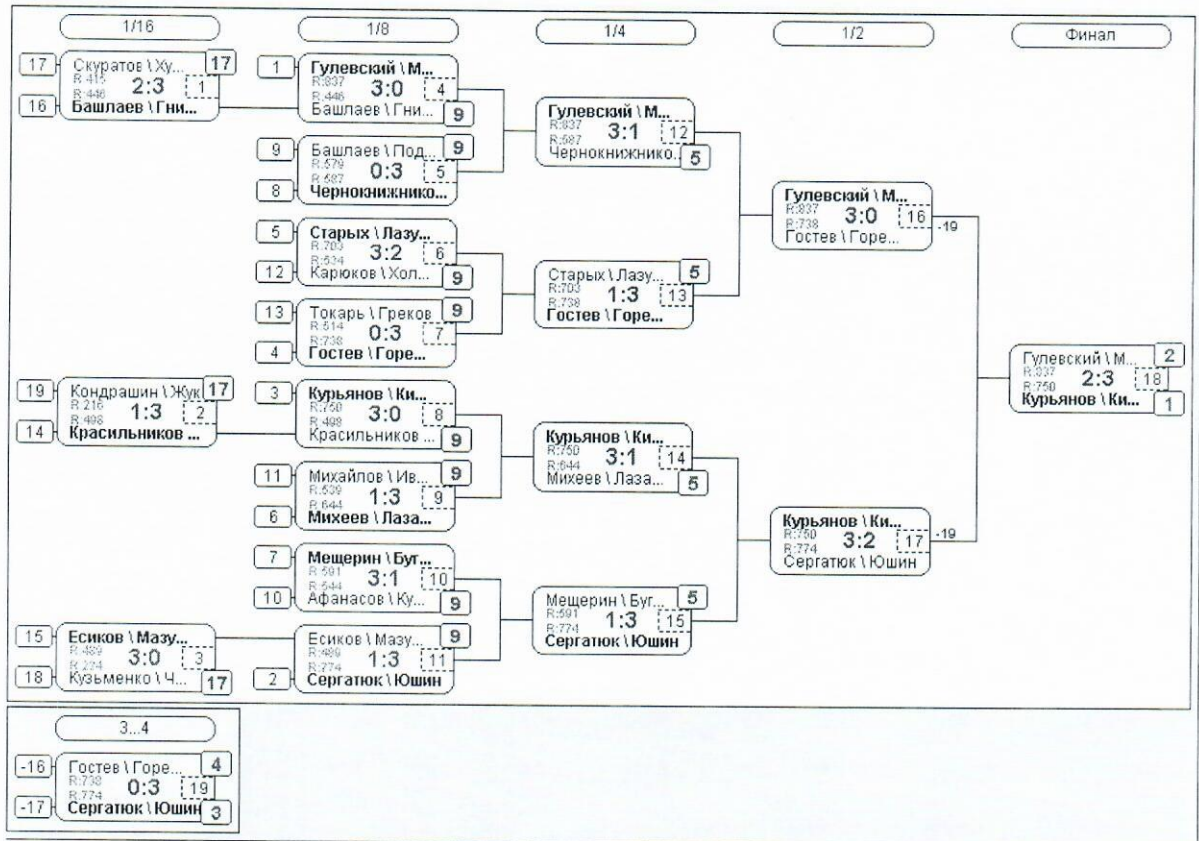 1/16
1/8
1/4
1/2
Финал
17 Скуратов \ Ху... 17
R:415 2:3 1
R:446
16 Башлаев \ Гни...
19 Кондрашин \ Жук 17
R:216 1:3 2
R:498
14 Красильников ...
15 Есиков \ Мазу...
R:489 3:0 3
R:234
18 Кузьменко \ Ч... 17
1 Гулевский \ М...
R:837 3:0 4
R:446
Башлаев \ Гни... 9
9 Башлаев \ Под... 9
R:579 0:3 5
R:587
8 Чернокнижнико...
5 Старых \ Лазу...
R:703 3:2 6
R:534
12 Карюков \ Хол... 9
13 Токарь \ Греков 9
R:514 0:3 7
R:738
4 Гостев \ Горе...
3 Курьянов \ Ки...
R:750 3:0 8
R:498
Красильников ... 9
11 Михайлов \ Ив... 9
R:539 1:3 9
R:644
6 Михеев \ Лаза...
7 Мещерин \ Буг...
R:591 3:1 10
R:544
10 Афанасов \ Ку... 9
Есиков \ Мазу... 9
R:489 1:3 11
R:774
2 Сергатюк \ Юшин
Гулевский \ М...
R:837 3:1 12
R:587
Чернокнижнико... 5
Старых \ Лазу... 5
R:703 1:3 13
R:738
Гостев \ Горе...
Курьянов \ Ки...
R:750 3:1 14
R:644
Михеев \ Лаза... 5
Мещерин \ Буг... 5
R:591 1:3 15
R:774
Сергатюк \ Юшин
Гулевский \ М...
R:837 3:0 16 -19
R:738
Гостев \ Горе...
Курьянов \ Ки...
R:750 3:2 17 -19
R:774
Сергатюк \ Юшин
Гулевский \ М... 2
R:837 2:3 18
R:750
Курьянов \ Ки... 1
3...4
-16 Гостев \ Горе... 4
R:738 0:3 19
R:774
-17 Сергатюк \ Юшин 3